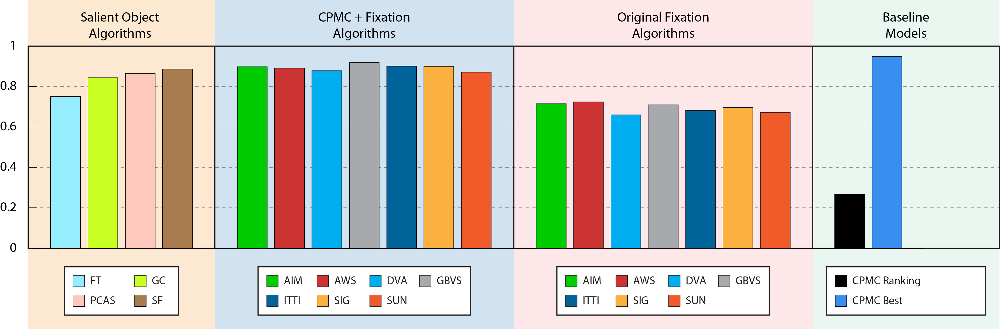 Salient Object
Algorithms
CPMC + Fixation
Algorithms
Original Fixation
Algorithms
Baseline
Models
1
0.8
0.6
0.4
0.2
0
FT GC
PCAS SF
AIM AWS DVA GBVS
ITTI SIG SUN
AIM AWS DVA GBVS
ITTI SIG SUN
CPMC Ranking
CPMC Best